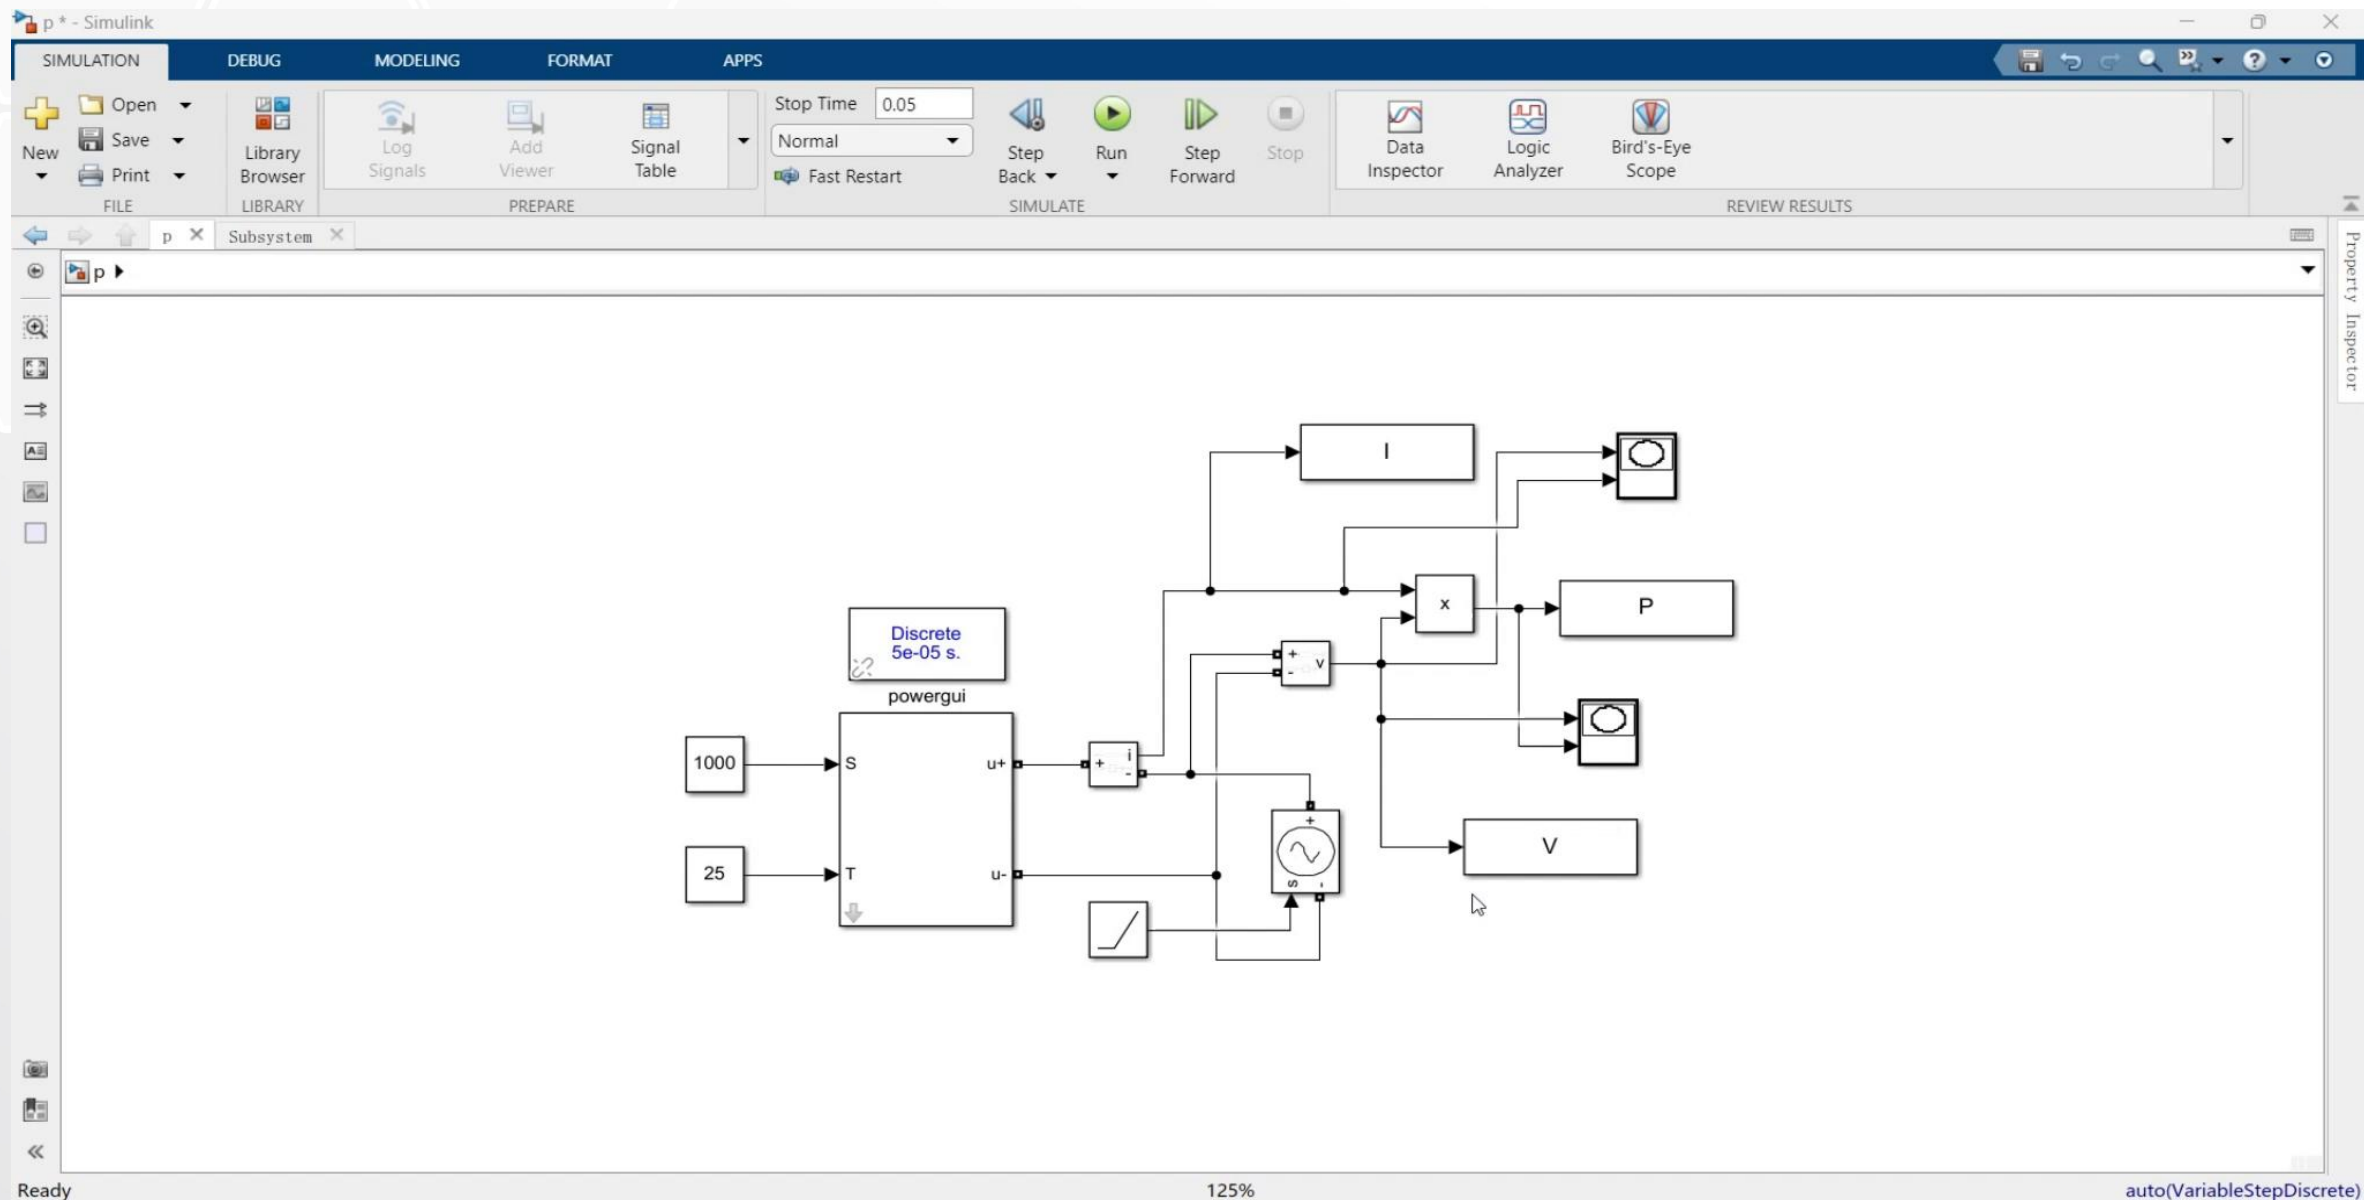 p * - Simulink
SIMULATION
DEBUG
MODELING
FORMAT
APPS
New
Open
Save
Print
FILE
Library
Browser
LIBRARY
Log
Signals
Add
Viewer
Signal
Table
PREPARE
Stop Time 0.05
Normal
Fast Restart
Step
Back
Run
Step
Forward
Stop
SIMULATE
Data
Inspector
Logic
Analyzer
Bird's-Eye
Scope
REVIEW RESULTS
p
Subsystem
p
Property Inspector
I
x
P
Discrete
5e-05 s.
powergui
+
-
v
1000
S
u+
+
i
-
25
T
u-
+
s
-
V
Ready
125%
auto(VariableStepDiscrete)